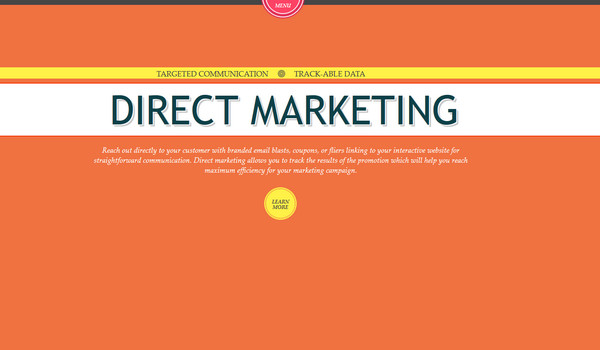 MENU
TARGETED COMMUNICATION TRACK-ABLE DATA
DIRECT MARKETING
Reach out directly to your customer with branded email blasts, coupons, or fliers linking to your interactive website for
straightforward communication. Direct marketing allows you to track the results of the promotion which will help you reach
maximum efficiency for your marketing campaign.
LEARN
MORE